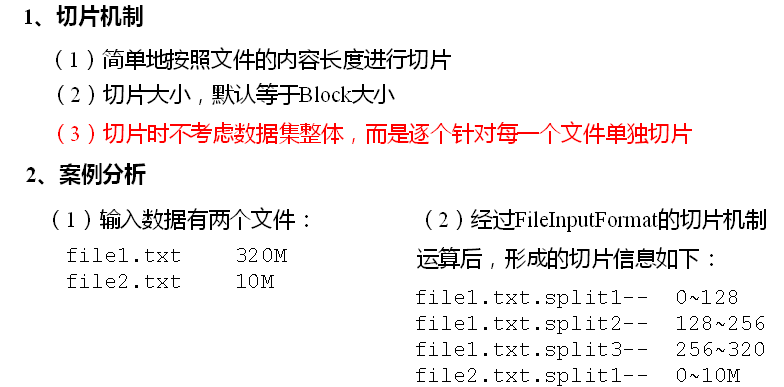 1、切片机制
（1）简单地按照文件的内容长度进行切片
（2）切片大小，默认等于Block大小
（3）切片时不考虑数据集整体，而是逐个针对每一个文件单独切片
2、案例分析
（1）输入数据有两个文件：
file1.txt 320M
file2.txt 10M
（2）经过FileInputFormat的切片机制
运算后，形成的切片信息如下：
file1.txt.split1-- 0~128
file1.txt.split2-- 128~256
file1.txt.split3-- 256~320
file2.txt.split1-- 0~10M